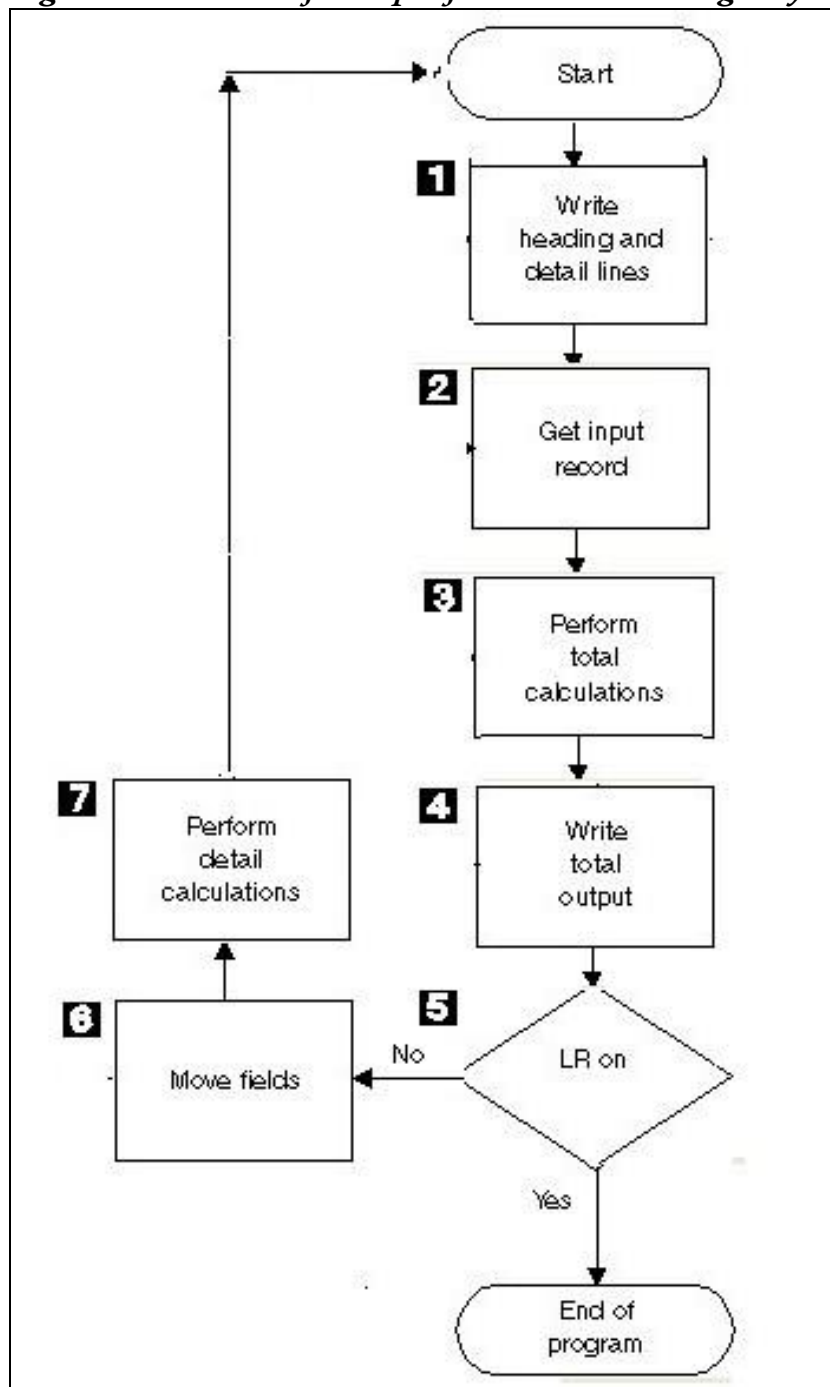 Start
1
Write
heading and
detail lines
2
Get input
record
3
Perform
total
calculations
4
Write
total
output
5
LR on
No
6
Move fields
7
Perform
detail
calculations
Yes
End of
program